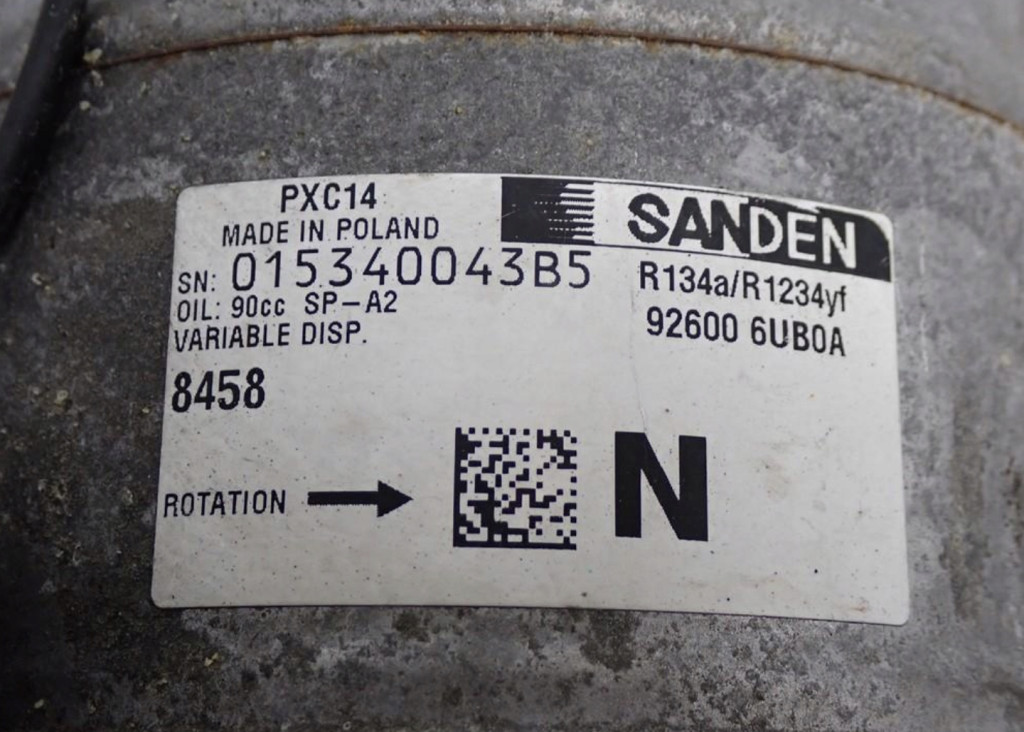 PXC14
SANDEN
MADE IN POLAND
SN: 015340043B5
R134a/R1234yf
OIL: 90cc SP-A2
92600 6UB0A
VARIABLE DISP.
8458
ROTATION
N